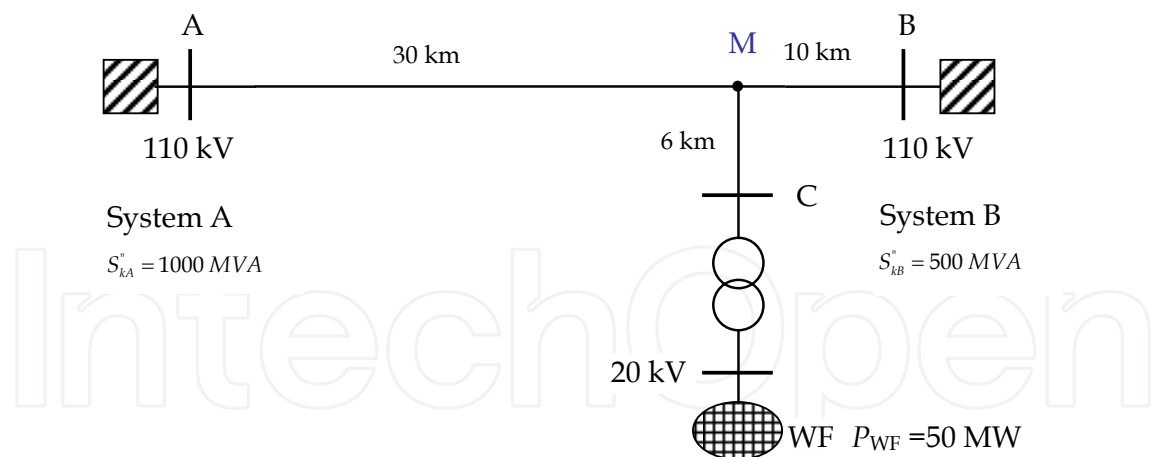 A
B
M
30 km
10 km
6 km
110 kV
110 kV
C
System A
System B
S"kA = 1000 MVA
S"kB = 500 MVA
IntechOpen
20 kV
WF PWF =50 MW